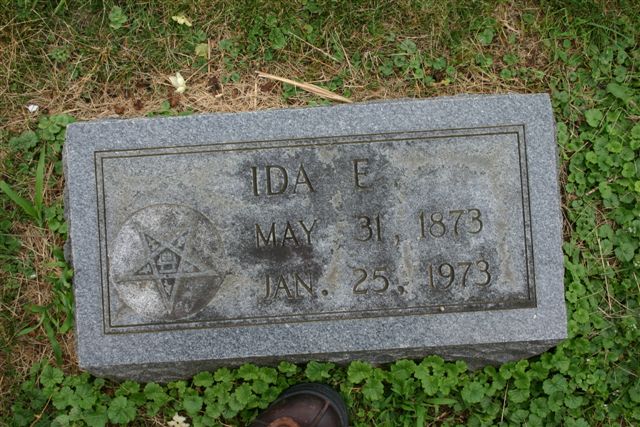 IDA E.
MAY 31, 1873
JAN. 25, 1973